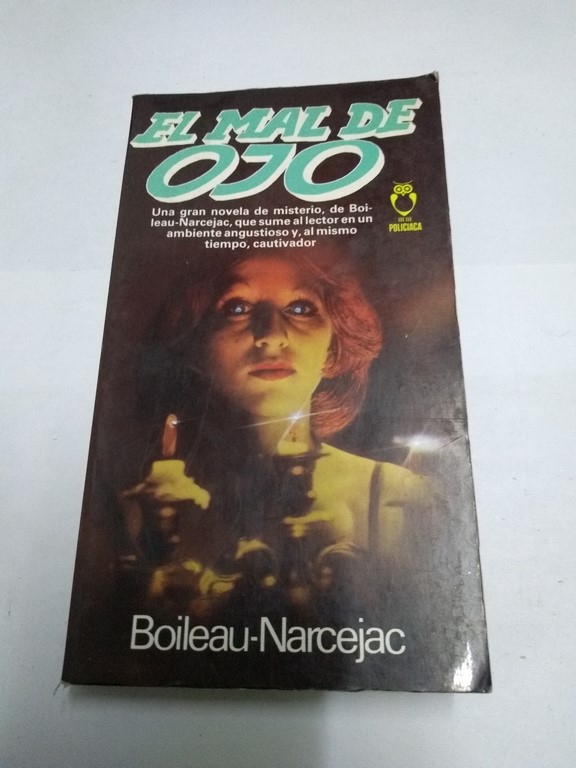 EL MAL DE
OJO
Una gran novela de misterio, de Boi-
leau-Narcejac, que sume al lector en un
ambiente angustioso y, al mismo
tiempo, cautivador
POLICIACA
Boileau-Narcejac